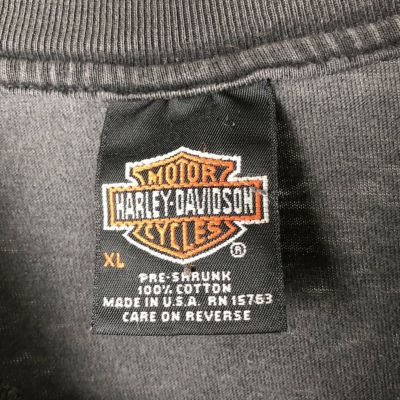 MOTOR
HARLEY-DAVIDSON
CYCLES
®
XL
PRE-SHRUNK
100% COTTON
MADE IN U.S.A. RN 15763
CARE ON REVERSE